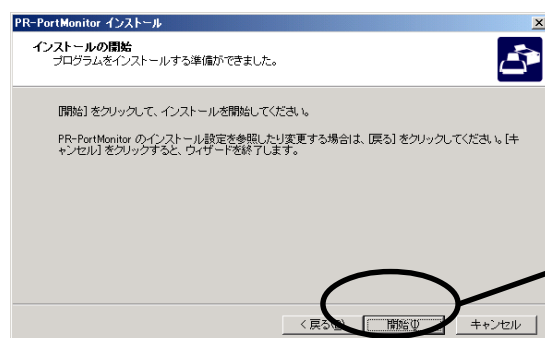 PR-PortMonitor インストール
インストールの開始
プログラムをインストールする準備ができました。
[開始] をクリックして、インストールを開始してください。
PR-PortMonitor のインストール設定を参照したり変更する場合は、[戻る] をクリックしてください。[キ
ャンセル] をクリックすると、ウィザードを終了します。
< 戻る(B) 開始(I) キャンセル